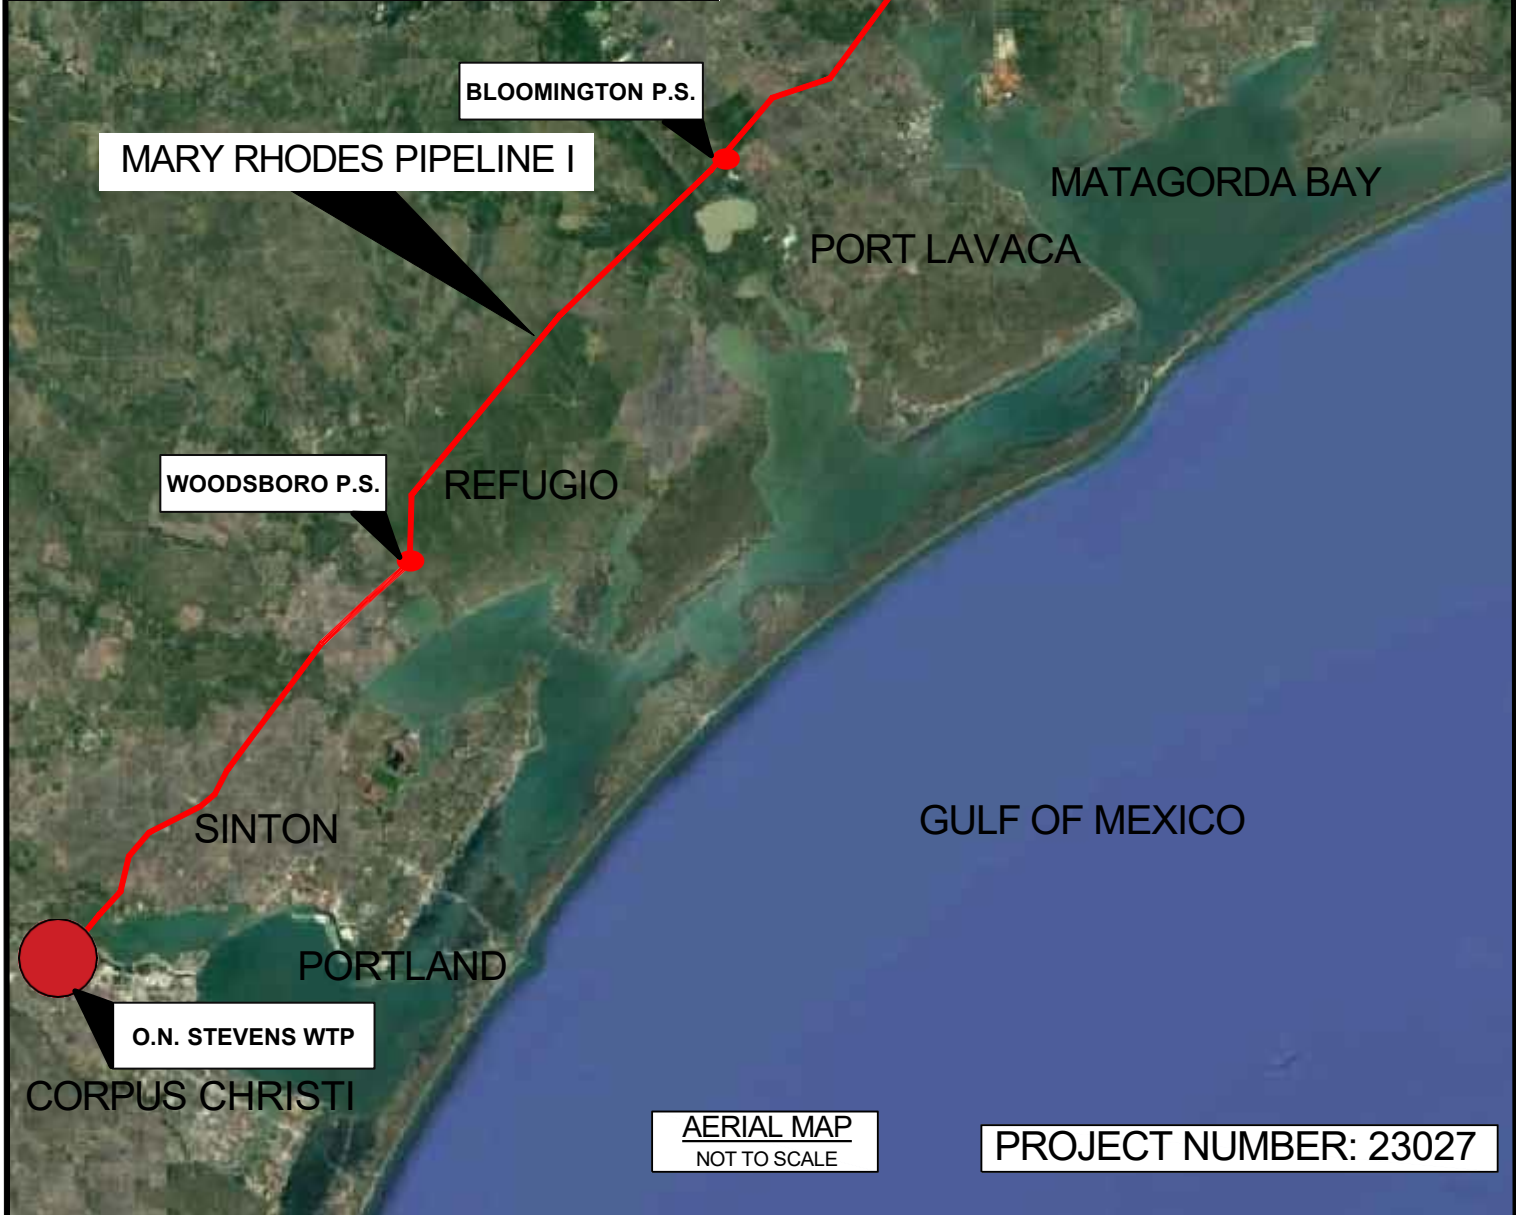 BLOOMINGTON P.S.
MARY RHODES PIPELINE I
MATAGORDA BAY
PORT LAVACA
WOODSBORO P.S.
REFUGIO
SINTON
GULF OF MEXICO
PORTLAND
O.N. STEVENS WTP
CORPUS CHRISTI
AERIAL MAP
NOT TO SCALE
PROJECT NUMBER: 23027